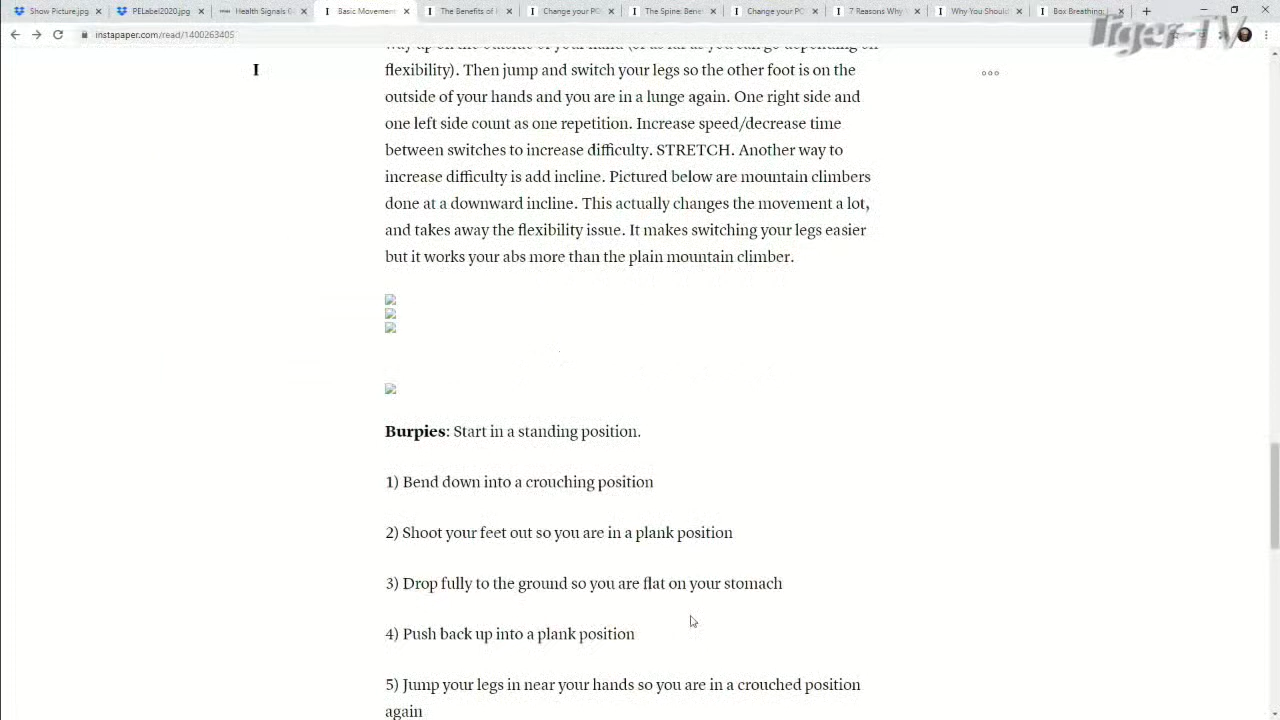 Show Picture.jpg
PELabel2020.jpg
Health Signals
Basic Movement
The Benefits of
Change your PO
The Spine: Bene
Change your PC
7 Reasons Why
Why You Should
Box Breathing
instapaper.com/read/1400263405
Tiger TV
I
way up on the outside of your hand (or as far as you can go depending on
flexibility). Then jump and switch your legs so the other foot is on the
outside of your hands and you are in a lunge again. One right side and
one left side count as one repetition. Increase speed/decrease time
between switches to increase difficulty. STRETCH. Another way to
increase difficulty is add incline. Pictured below are mountain climbers
done at a downward incline. This actually changes the movement a lot,
and takes away the flexibility issue. It makes switching your legs easier
but it works your abs more than the plain mountain climber.
Burpies: Start in a standing position.
1) Bend down into a crouching position
2) Shoot your feet out so you are in a plank position
3) Drop fully to the ground so you are flat on your stomach
4) Push back up into a plank position
5) Jump your legs in near your hands so you are in a crouched position
again